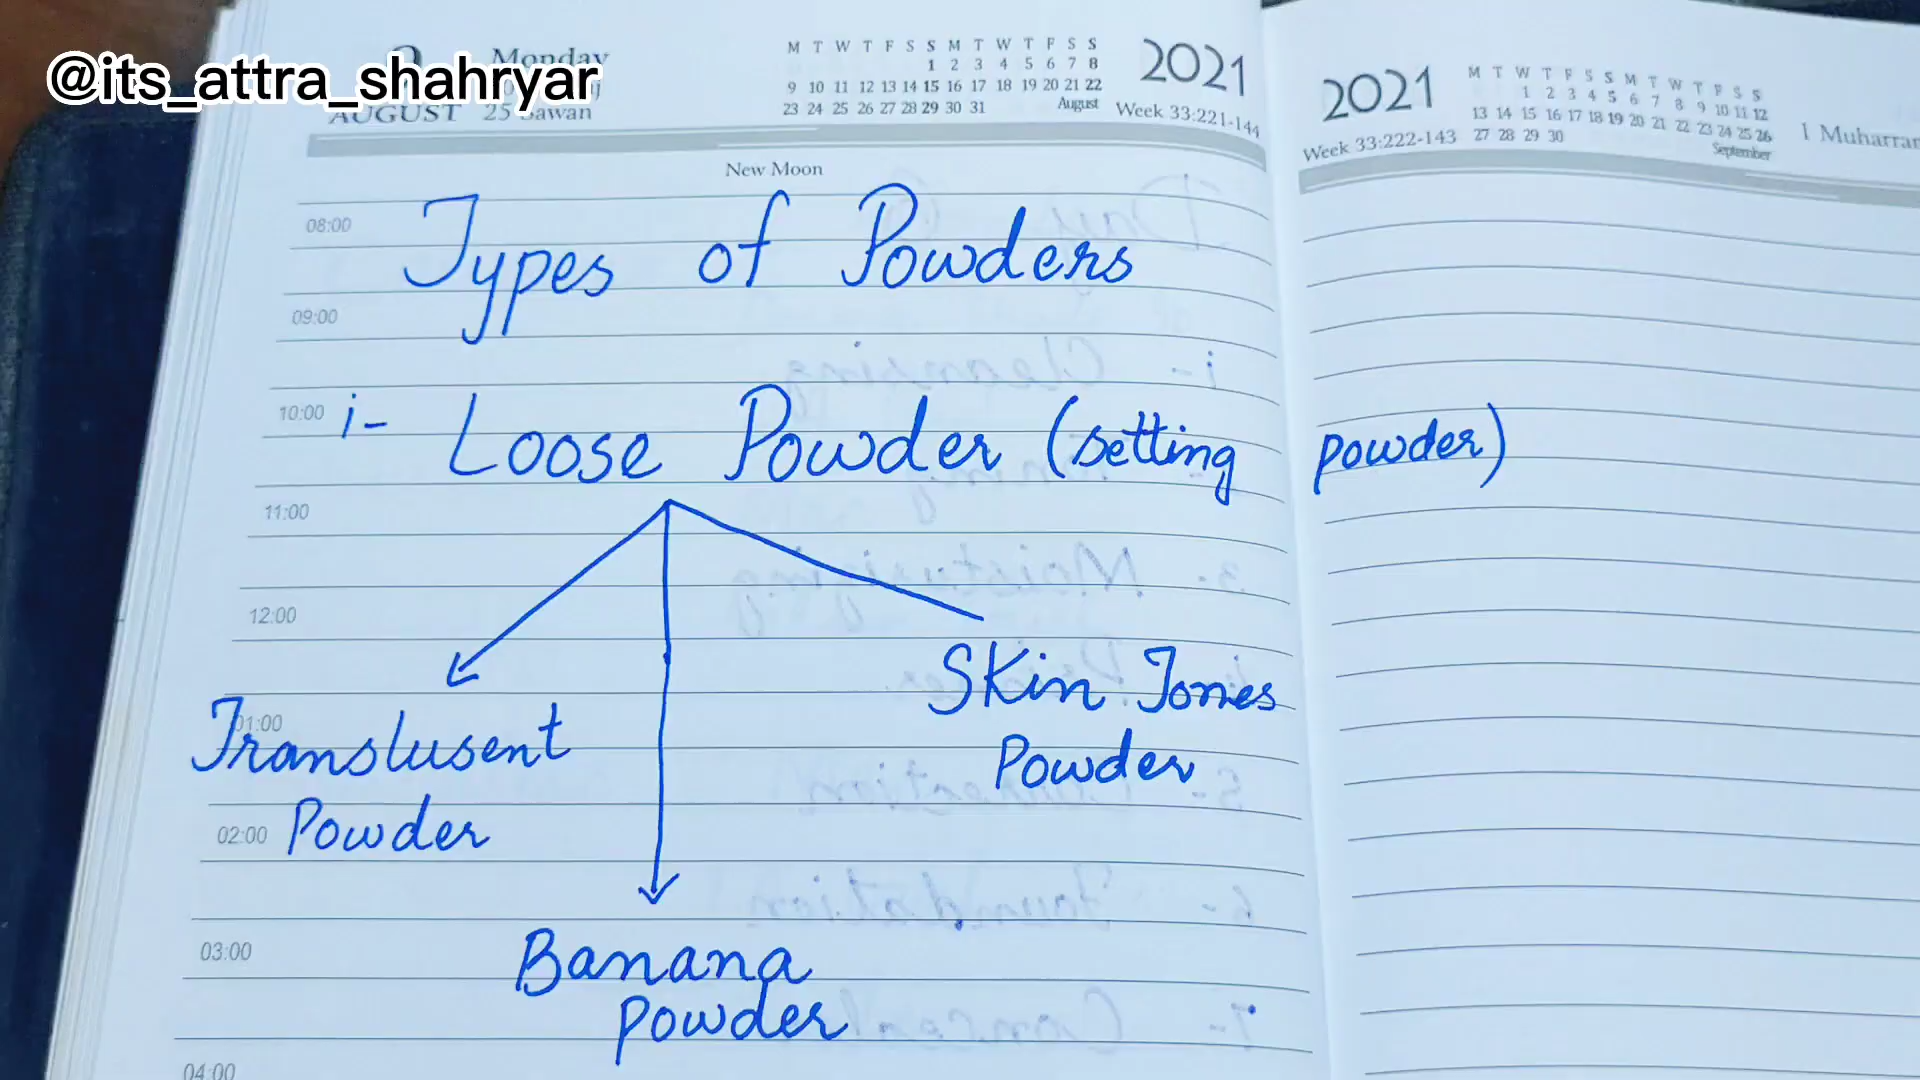 @its_attra_shahryar
Monday
AUGUST 25 Sawan
M T W T F S S M T W T F S S
1 2 3 4 5 6 7 8
9 10 11 12 13 14 15 16 17 18 19 20 21 22
23 24 25 26 27 28 29 30 31 August
2021
Week 33:221-144
New Moon
2021
Week 33:222-143
M T W T F S S M T W T F S S
1 2 3 4 5 6 7 8 9 10 11 12
13 14 15 16 17 18 19 20 21 22 23 24 25 26
27 28 29 30
September
1 Muharram
08:00
Types of Powders
09:00
10:00
i- Loose Powder (setting powder)
11:00
12:00
Skin Tones
Powder
01:00
Translusent
Powder
02:00
03:00
Banana
Powder
04:00